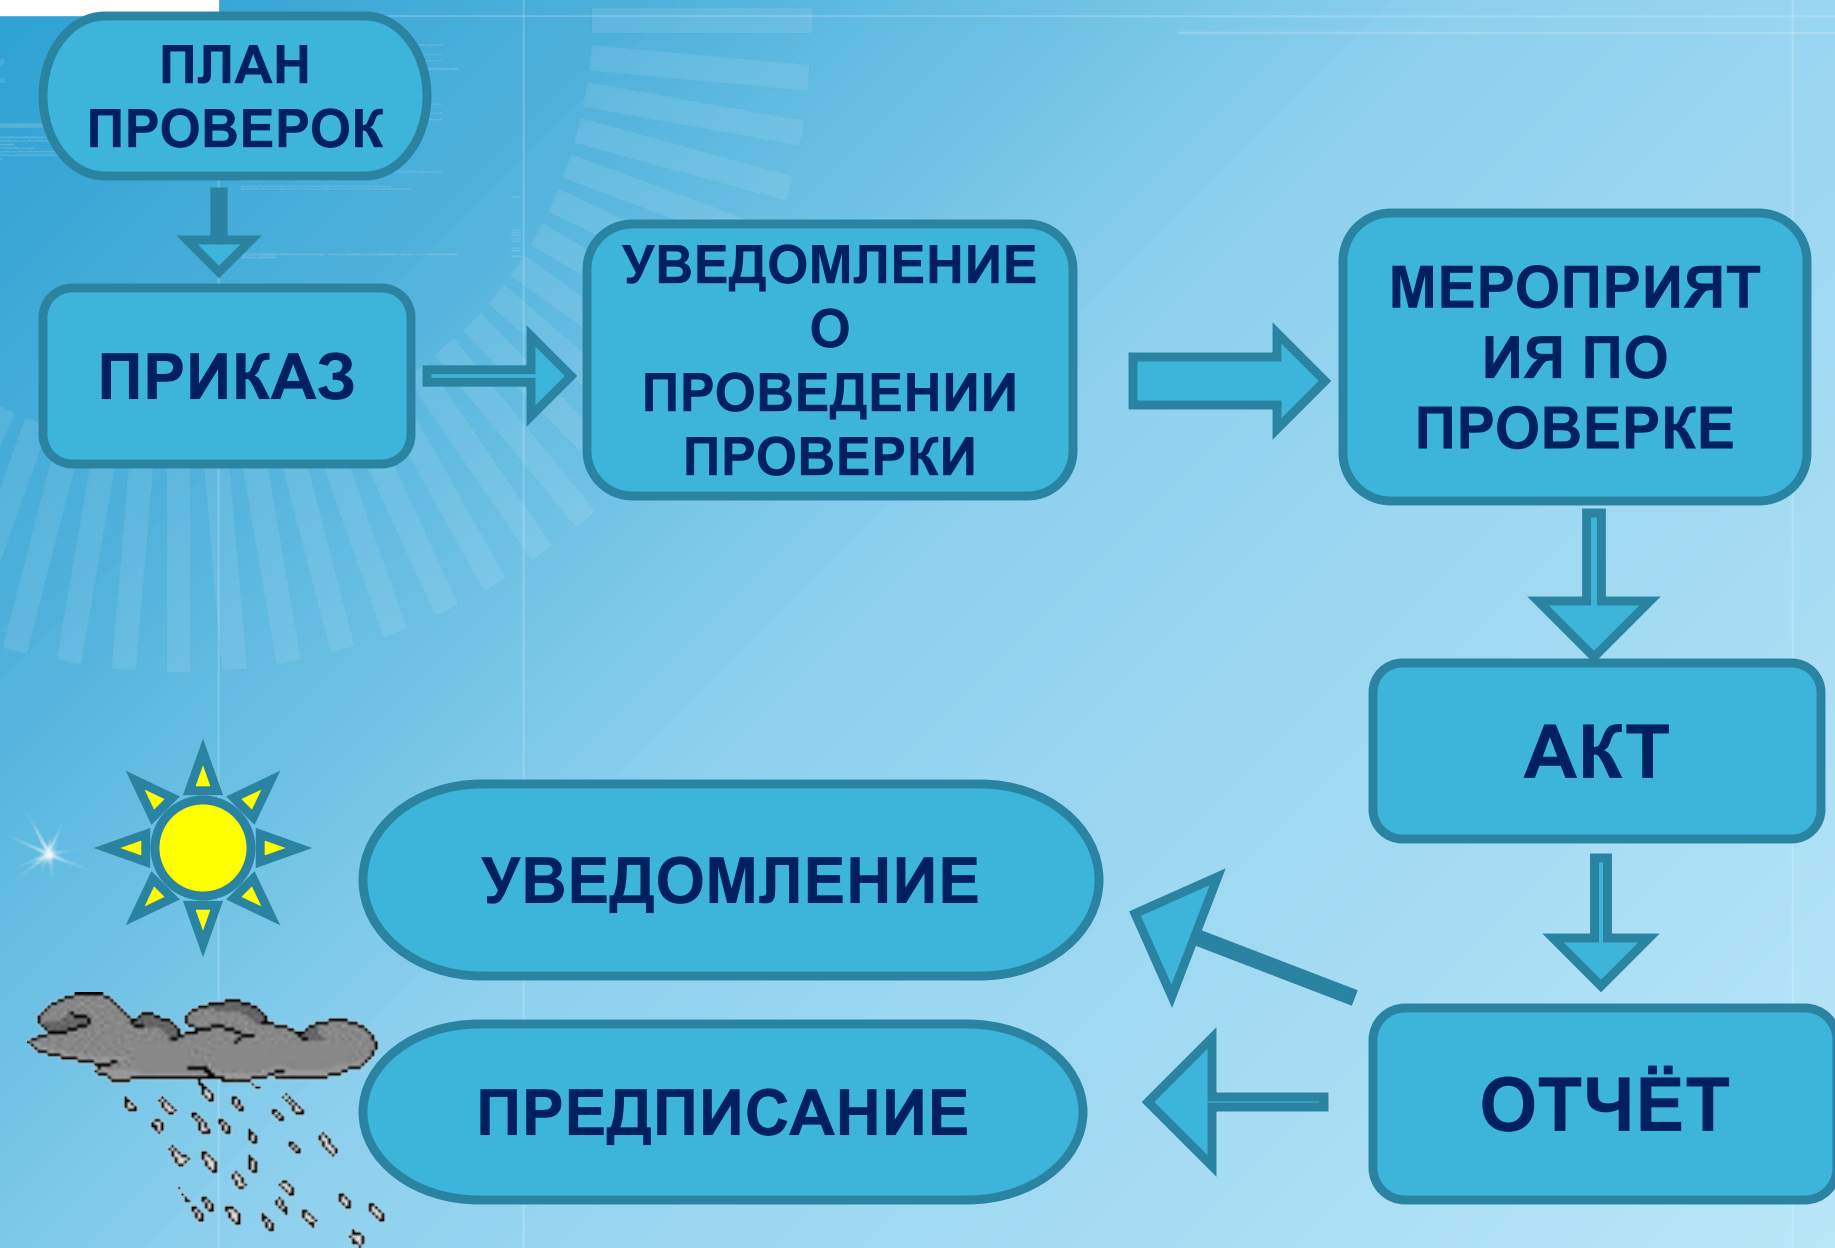 ПЛАН
ПРОВЕРОК
ПРИКАЗ
УВЕДОМЛЕНИЕ
О
ПРОВЕДЕНИИ
ПРОВЕРКИ
МЕРОПРИЯТ
ИЯ ПО
ПРОВЕРКЕ
АКТ
УВЕДОМЛЕНИЕ
ОТЧЁТ
ПРЕДПИСАНИЕ